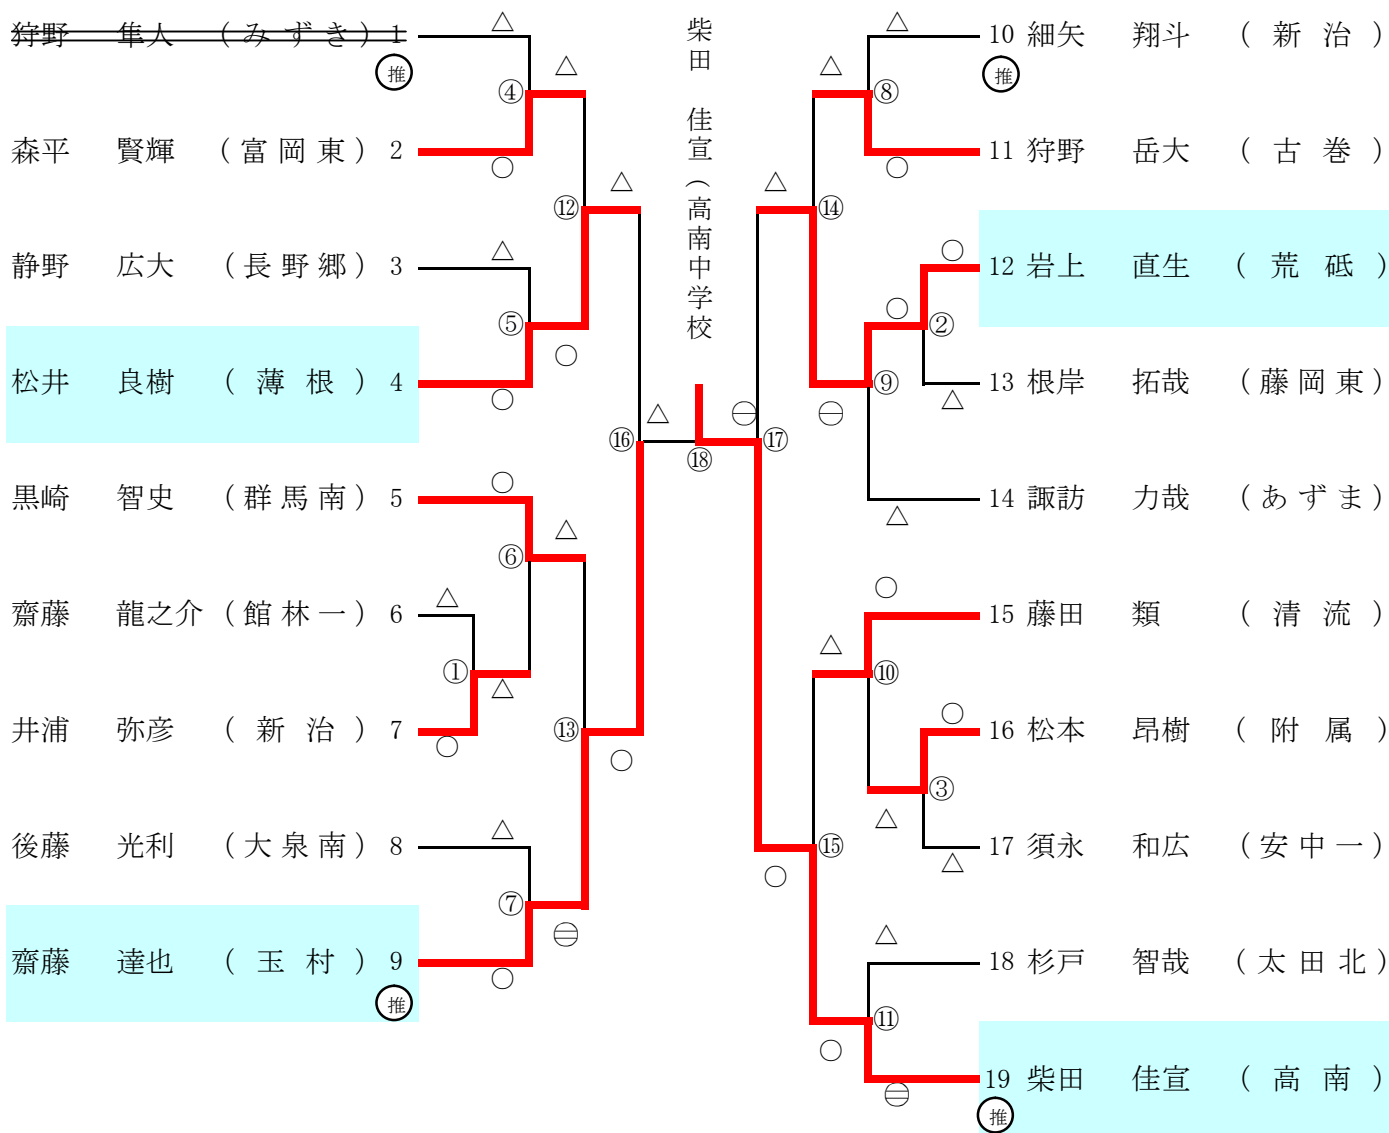 狩野 隼人 (みずき) 1
推
森平 賢輝 (富岡東) 2
静野 広大 (長野郷) 3
松井 良樹 (薄根) 4
黒崎 智史 (群馬南) 5
齋藤 龍之介 (館林一) 6
井浦 弥彦 (新治) 7
後藤 光利 (大泉南) 8
齋藤 達也 (玉村) 9
推
△
④
△
○
⑫
△
△
⑤
○
○
○
⑥
△
△
①
△
○
⑬
○
△
⑦
○
⑯
△
⑱
柴田 佳宣(高南中学校
⑰
△
△
⑧
△
○
⑭
○
○
②
⑨
△
△
○
△
⑩
○
③
△
△
⑮
○
△
⑪
○
10 細矢 翔斗 (新治)
推
11 狩野 岳大 (古巻)
12 岩上 直生 (荒砥)
13 根岸 拓哉 (藤岡東)
14 諏訪 力哉 (あずま)
15 藤田 類 (清流)
16 松本 昂樹 (附属)
17 須永 和広 (安中一)
18 杉戸 智哉 (太田北)
19 柴田 佳宣 (高南)
推